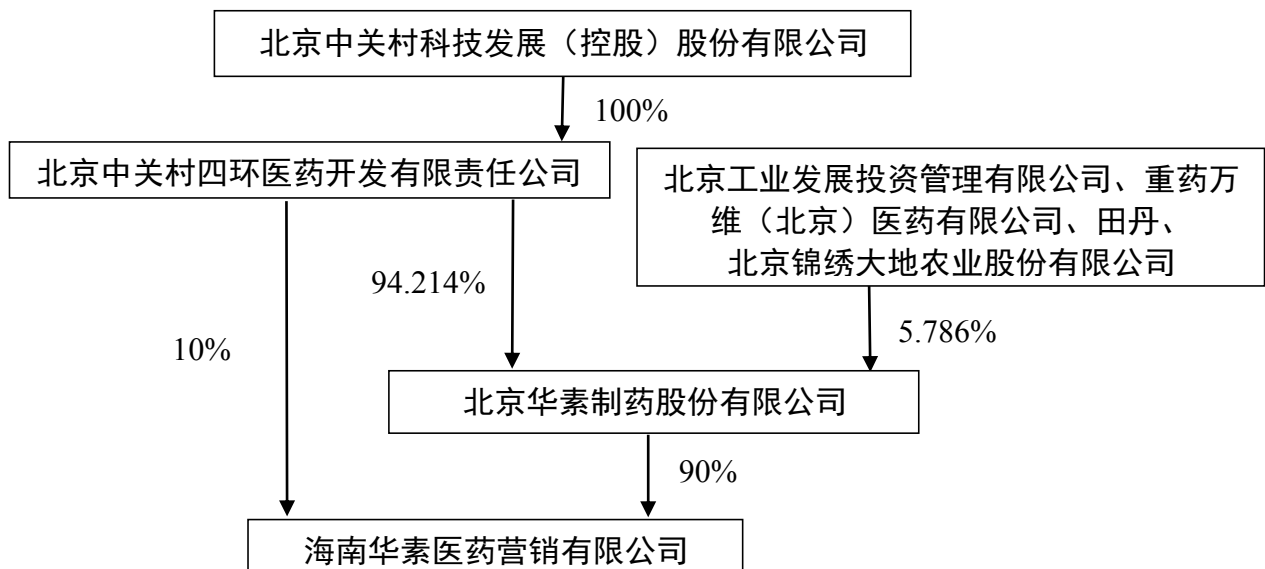 北京中关村科技发展（控股）股份有限公司
100%
北京中关村四环医药开发有限责任公司
北京工业发展投资管理有限公司、重药万
维（北京）医药有限公司、田丹、
北京锦绣大地农业股份有限公司
94.214%
10%
5.786%
北京华素制药股份有限公司
90%
海南华素医药营销有限公司